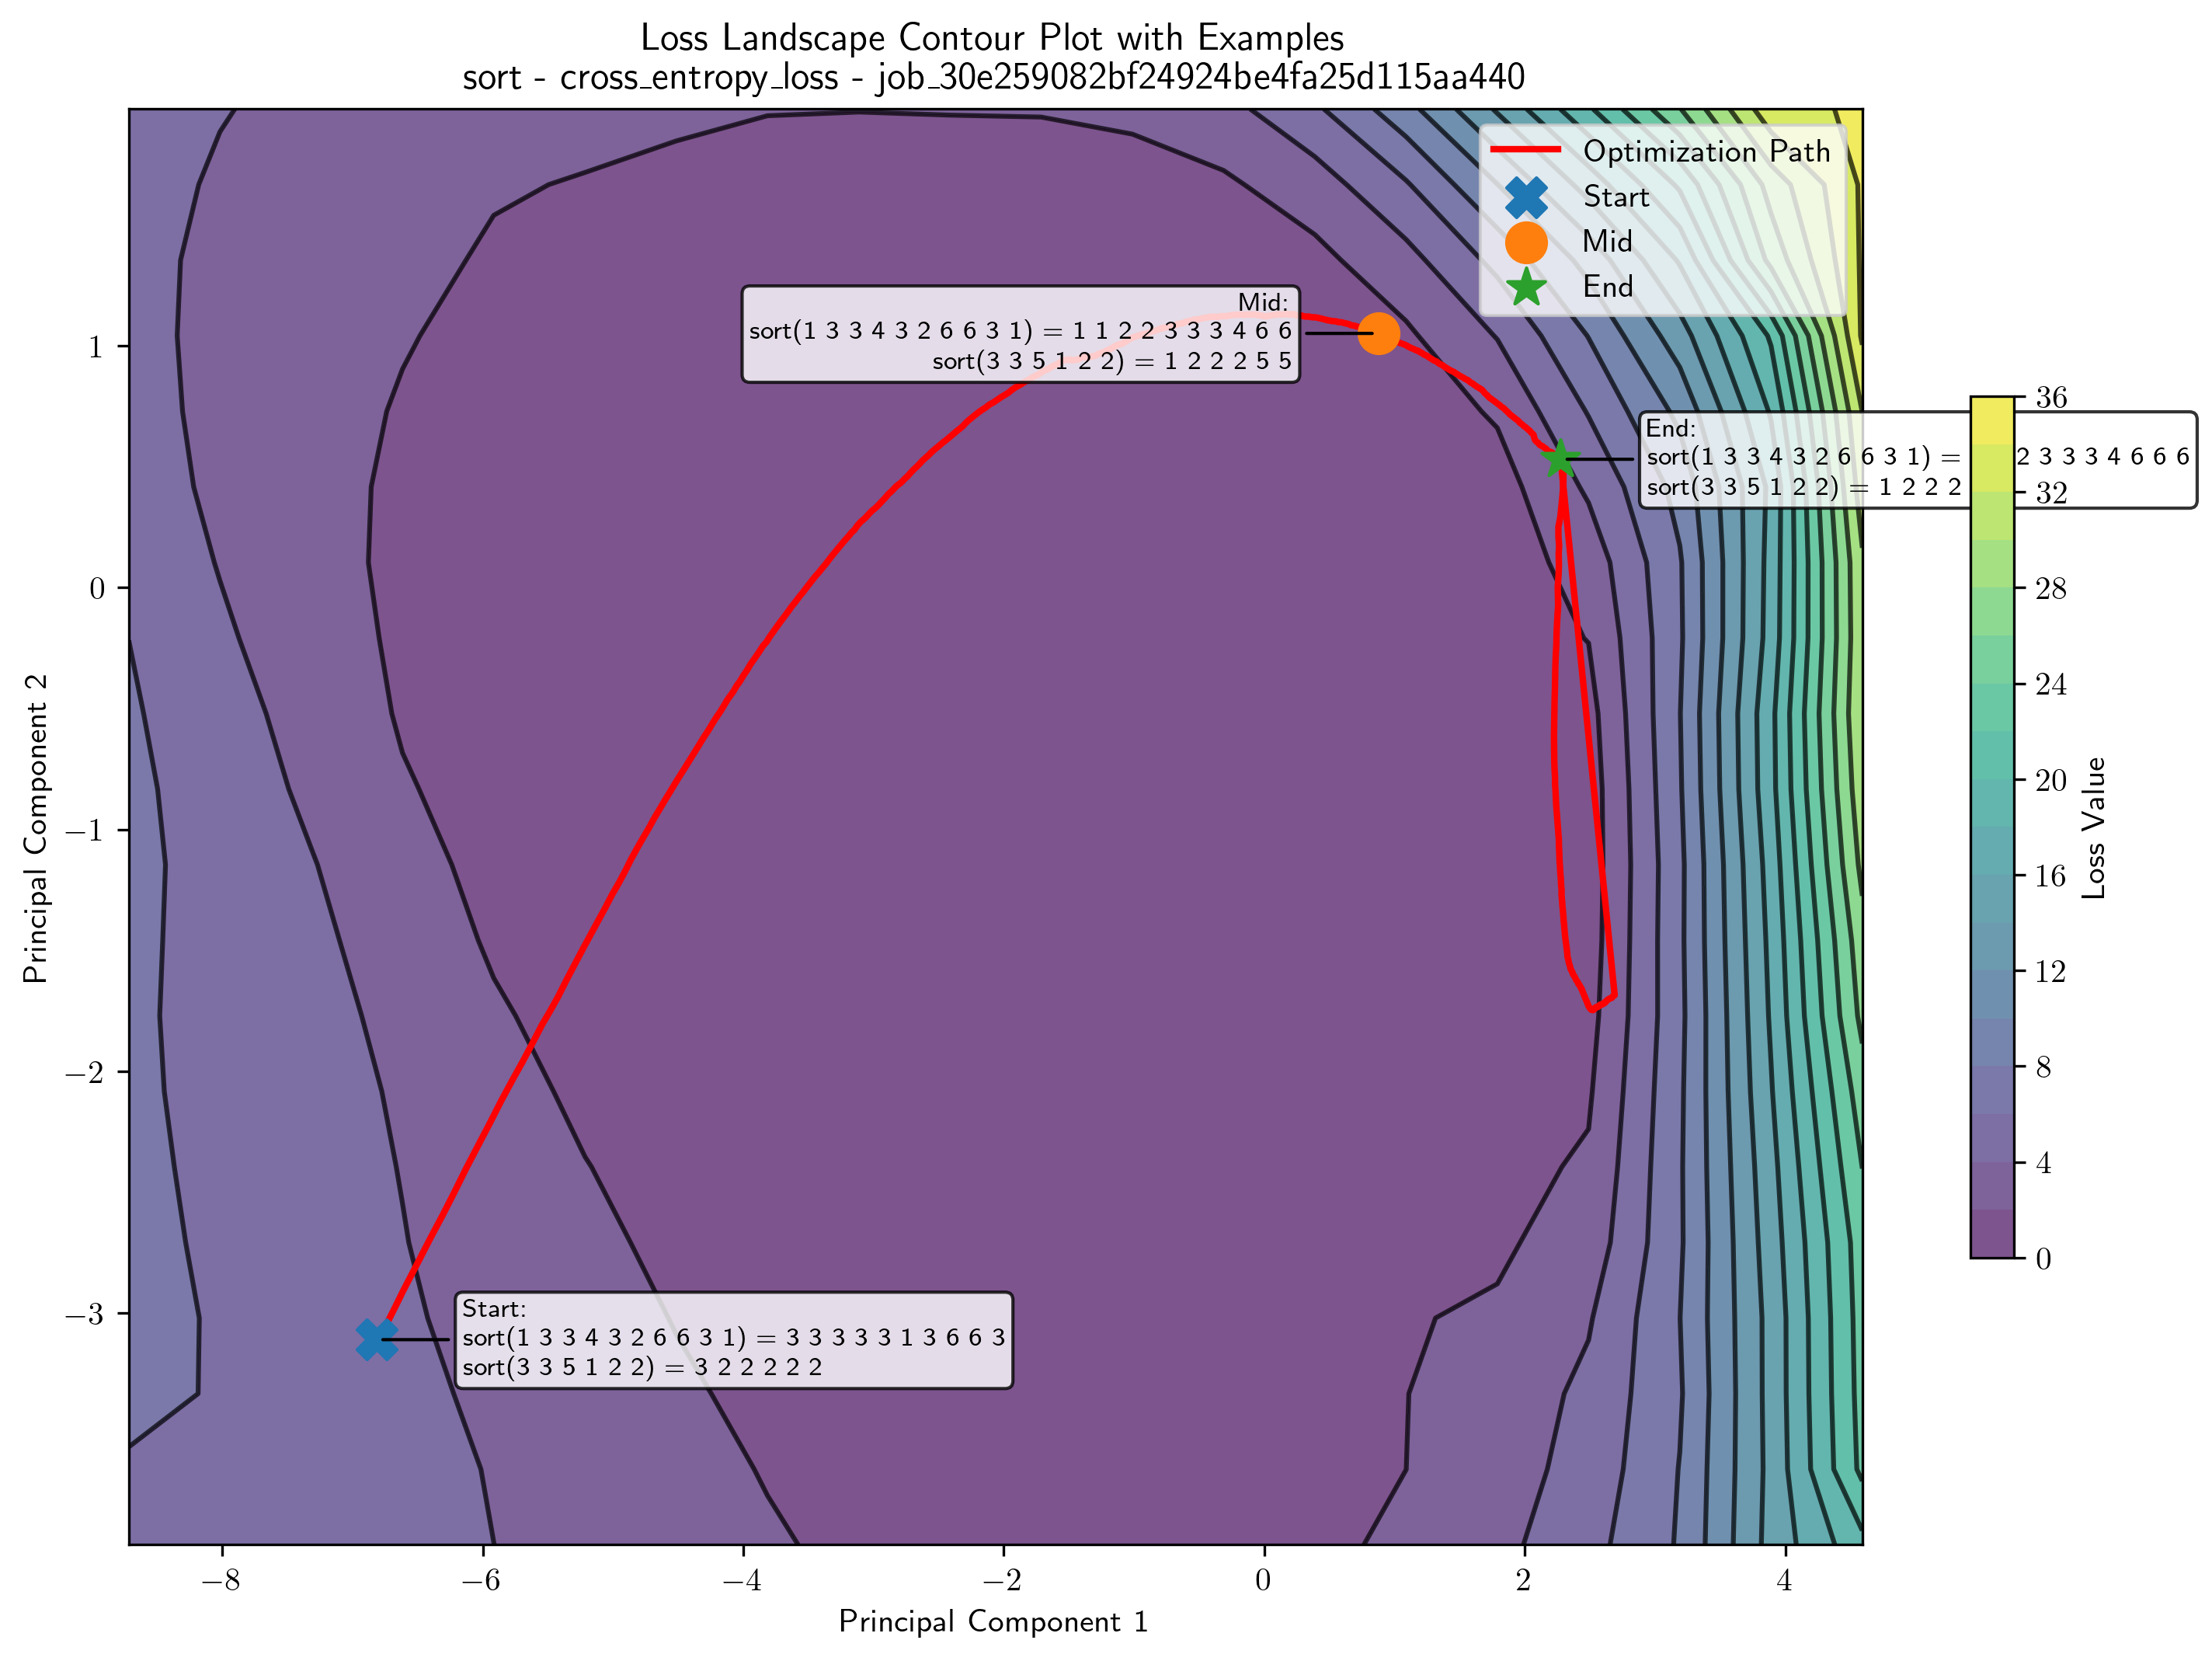 Loss Landscape Contour Plot with Examples
sort - cross_entropy_loss - job_30e259082bf24924be4fa25d115aa440
Optimization Path
Start
Mid
End
Mid:
sort(1 3 3 4 3 2 6 6 3 1) = 1 1 2 2 3 3 3 4 6 6
sort(3 3 5 1 2 2) = 1 2 2 2 5 5
End:
sort(1 3 3 4 3 2 6 6 3 1) = 2 3 3 3 4 6 6 6
sort(3 3 5 1 2 2) = 1 2 2 2
Start:
sort(1 3 3 4 3 2 6 6 3 1) = 3 3 3 3 3 1 3 6 6 3
sort(3 3 5 1 2 2) = 3 2 2 2 2 2
1
0
−1
−2
−3
Principal Component 2
−8
−6
−4
−2
0
2
4
Principal Component 1
36
32
28
24
20
16
12
8
4
0
Loss Value